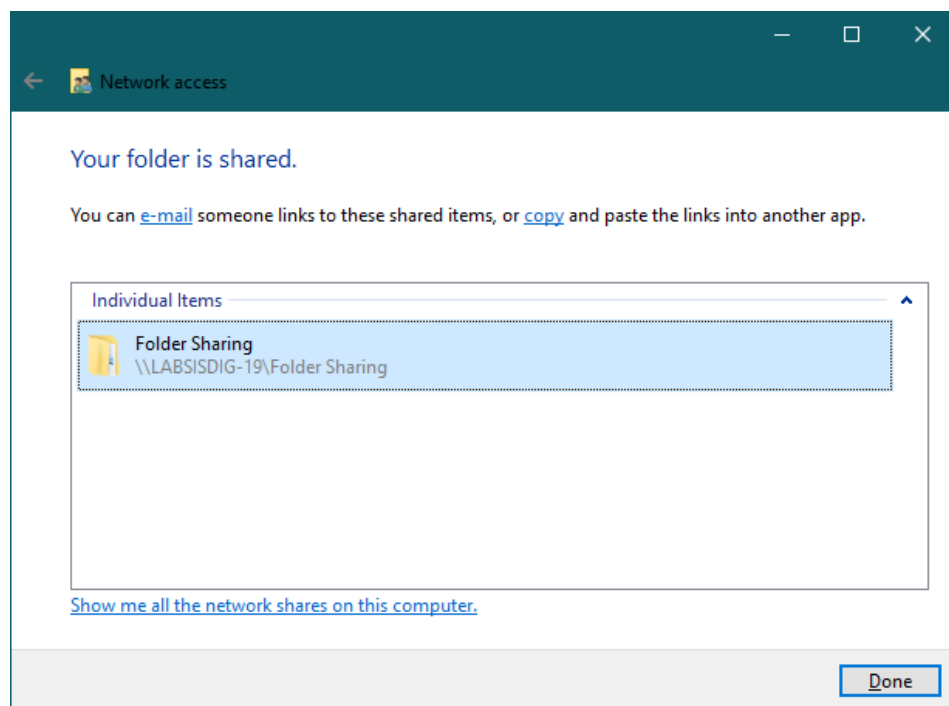 Network access
Your folder is shared.
You can e-mail someone links to these shared items, or copy and paste the links into another app.
Individual Items
Folder Sharing
\\LABSISDIG-19\Folder Sharing
Show me all the network shares on this computer.
Done